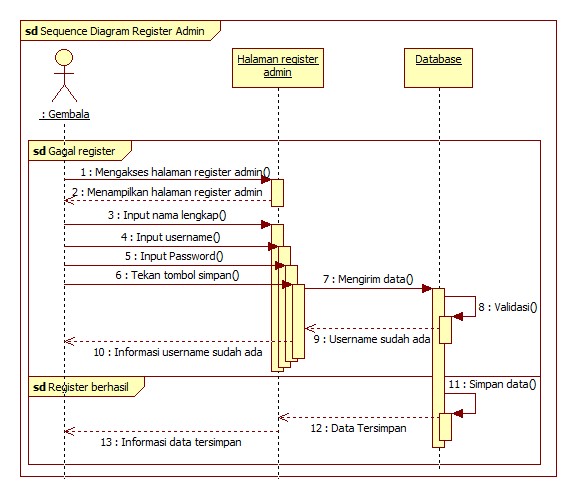 sd Sequence Diagram Register Admin
Halaman register
admin
Database
: Gembala
sd Gagal register
1 : Mengakses halaman register admin()
2 : Menampilkan halaman register admin
3 : Input nama lengkap()
4 : Input username()
5 : Input Password()
6 : Tekan tombol simpan()
7 : Mengirim data()
8 : Validasi()
9 : Username sudah ada
10 : Informasi username sudah ada
sd Register berhasil
11 : Simpan data()
12 : Data Tersimpan
13 : Informasi data tersimpan